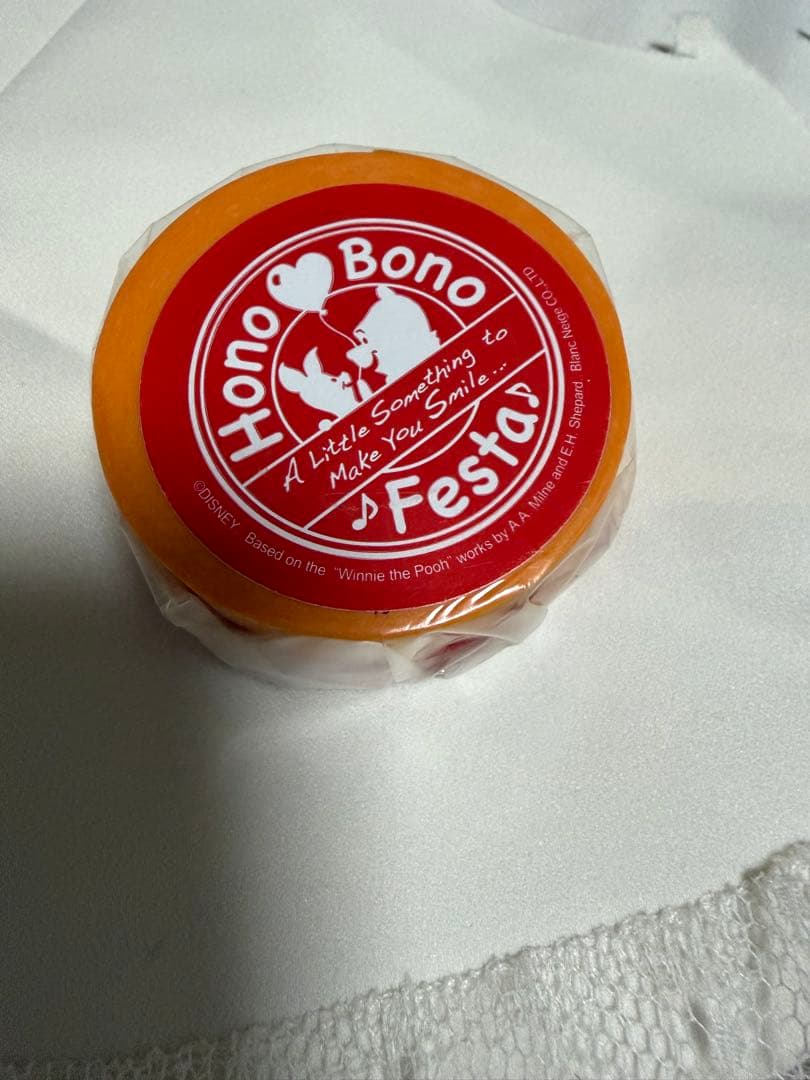 Hono Bono
A Little Something to
Make You Smile...
Festa
©DISNEY Based on the "Winnie the Pooh" works by A.A. Milne and E.H. Shepard. Blanc Neige CO.,LTD